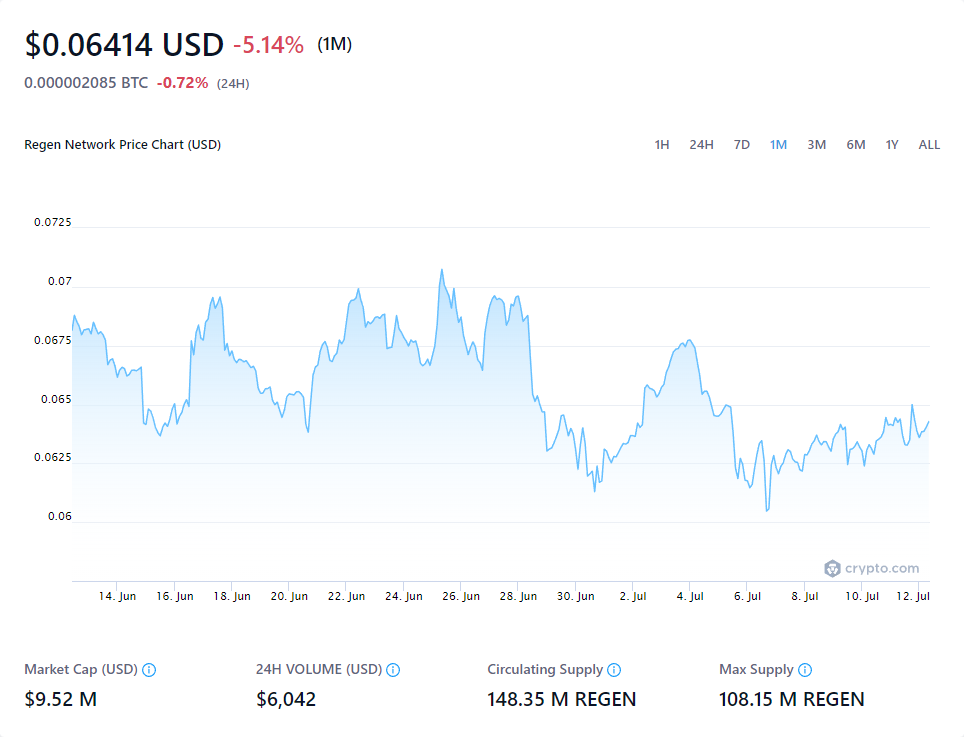 $0.06414 USD -5.14% (1M)
0.000002085 BTC -0.72% (24H)
Regen Network Price Chart (USD)
1H 24H 7D 1M 3M 6M 1Y ALL
0.0725
0.07
0.0675
0.065
0.0625
0.06
crypto.com
14. Jun 16. Jun 18. Jun 20. Jun 22. Jun 24. Jun 26. Jun 28. Jun 30. Jun 2. Jul 4. Jul 6. Jul 8. Jul 10. Jul 12. Jul
Market Cap (USD) 24H VOLUME (USD) Circulating Supply Max Supply
$9.52 M $6,042 148.35 M REGEN 108.15 M REGEN